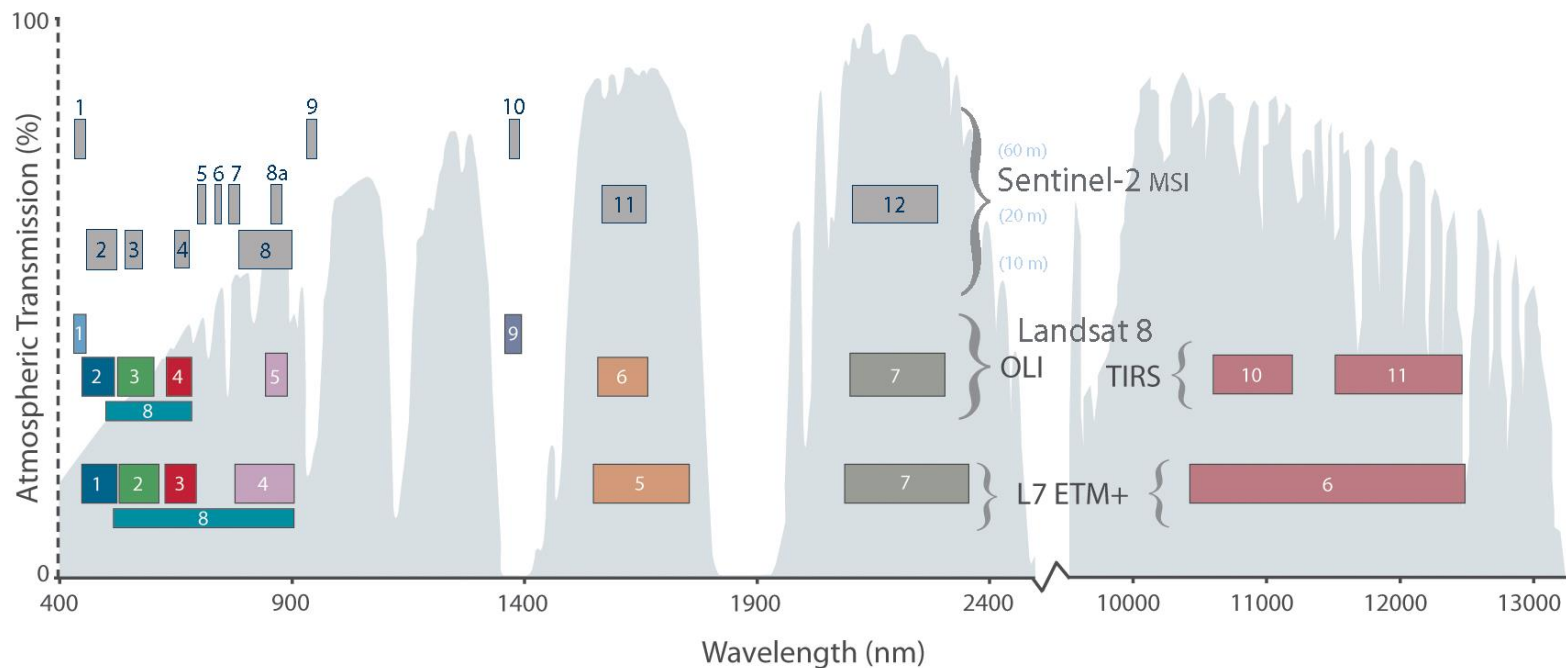 100
Atmospheric Transmission (%)
0
1 9 10
(60 m)
5 6 7 8a
Sentinel-2 MSI
11 12
(20 m)
2 3 4 8
(10 m)
1 9
Landsat 8
OLI
TIRS
2 3 4 5 6 7 10 11
8
1 2 3 4 5 7 6
L7 ETM+
8
400 900 1400 1900 2400 10000 11000 12000 13000
Wavelength (nm)